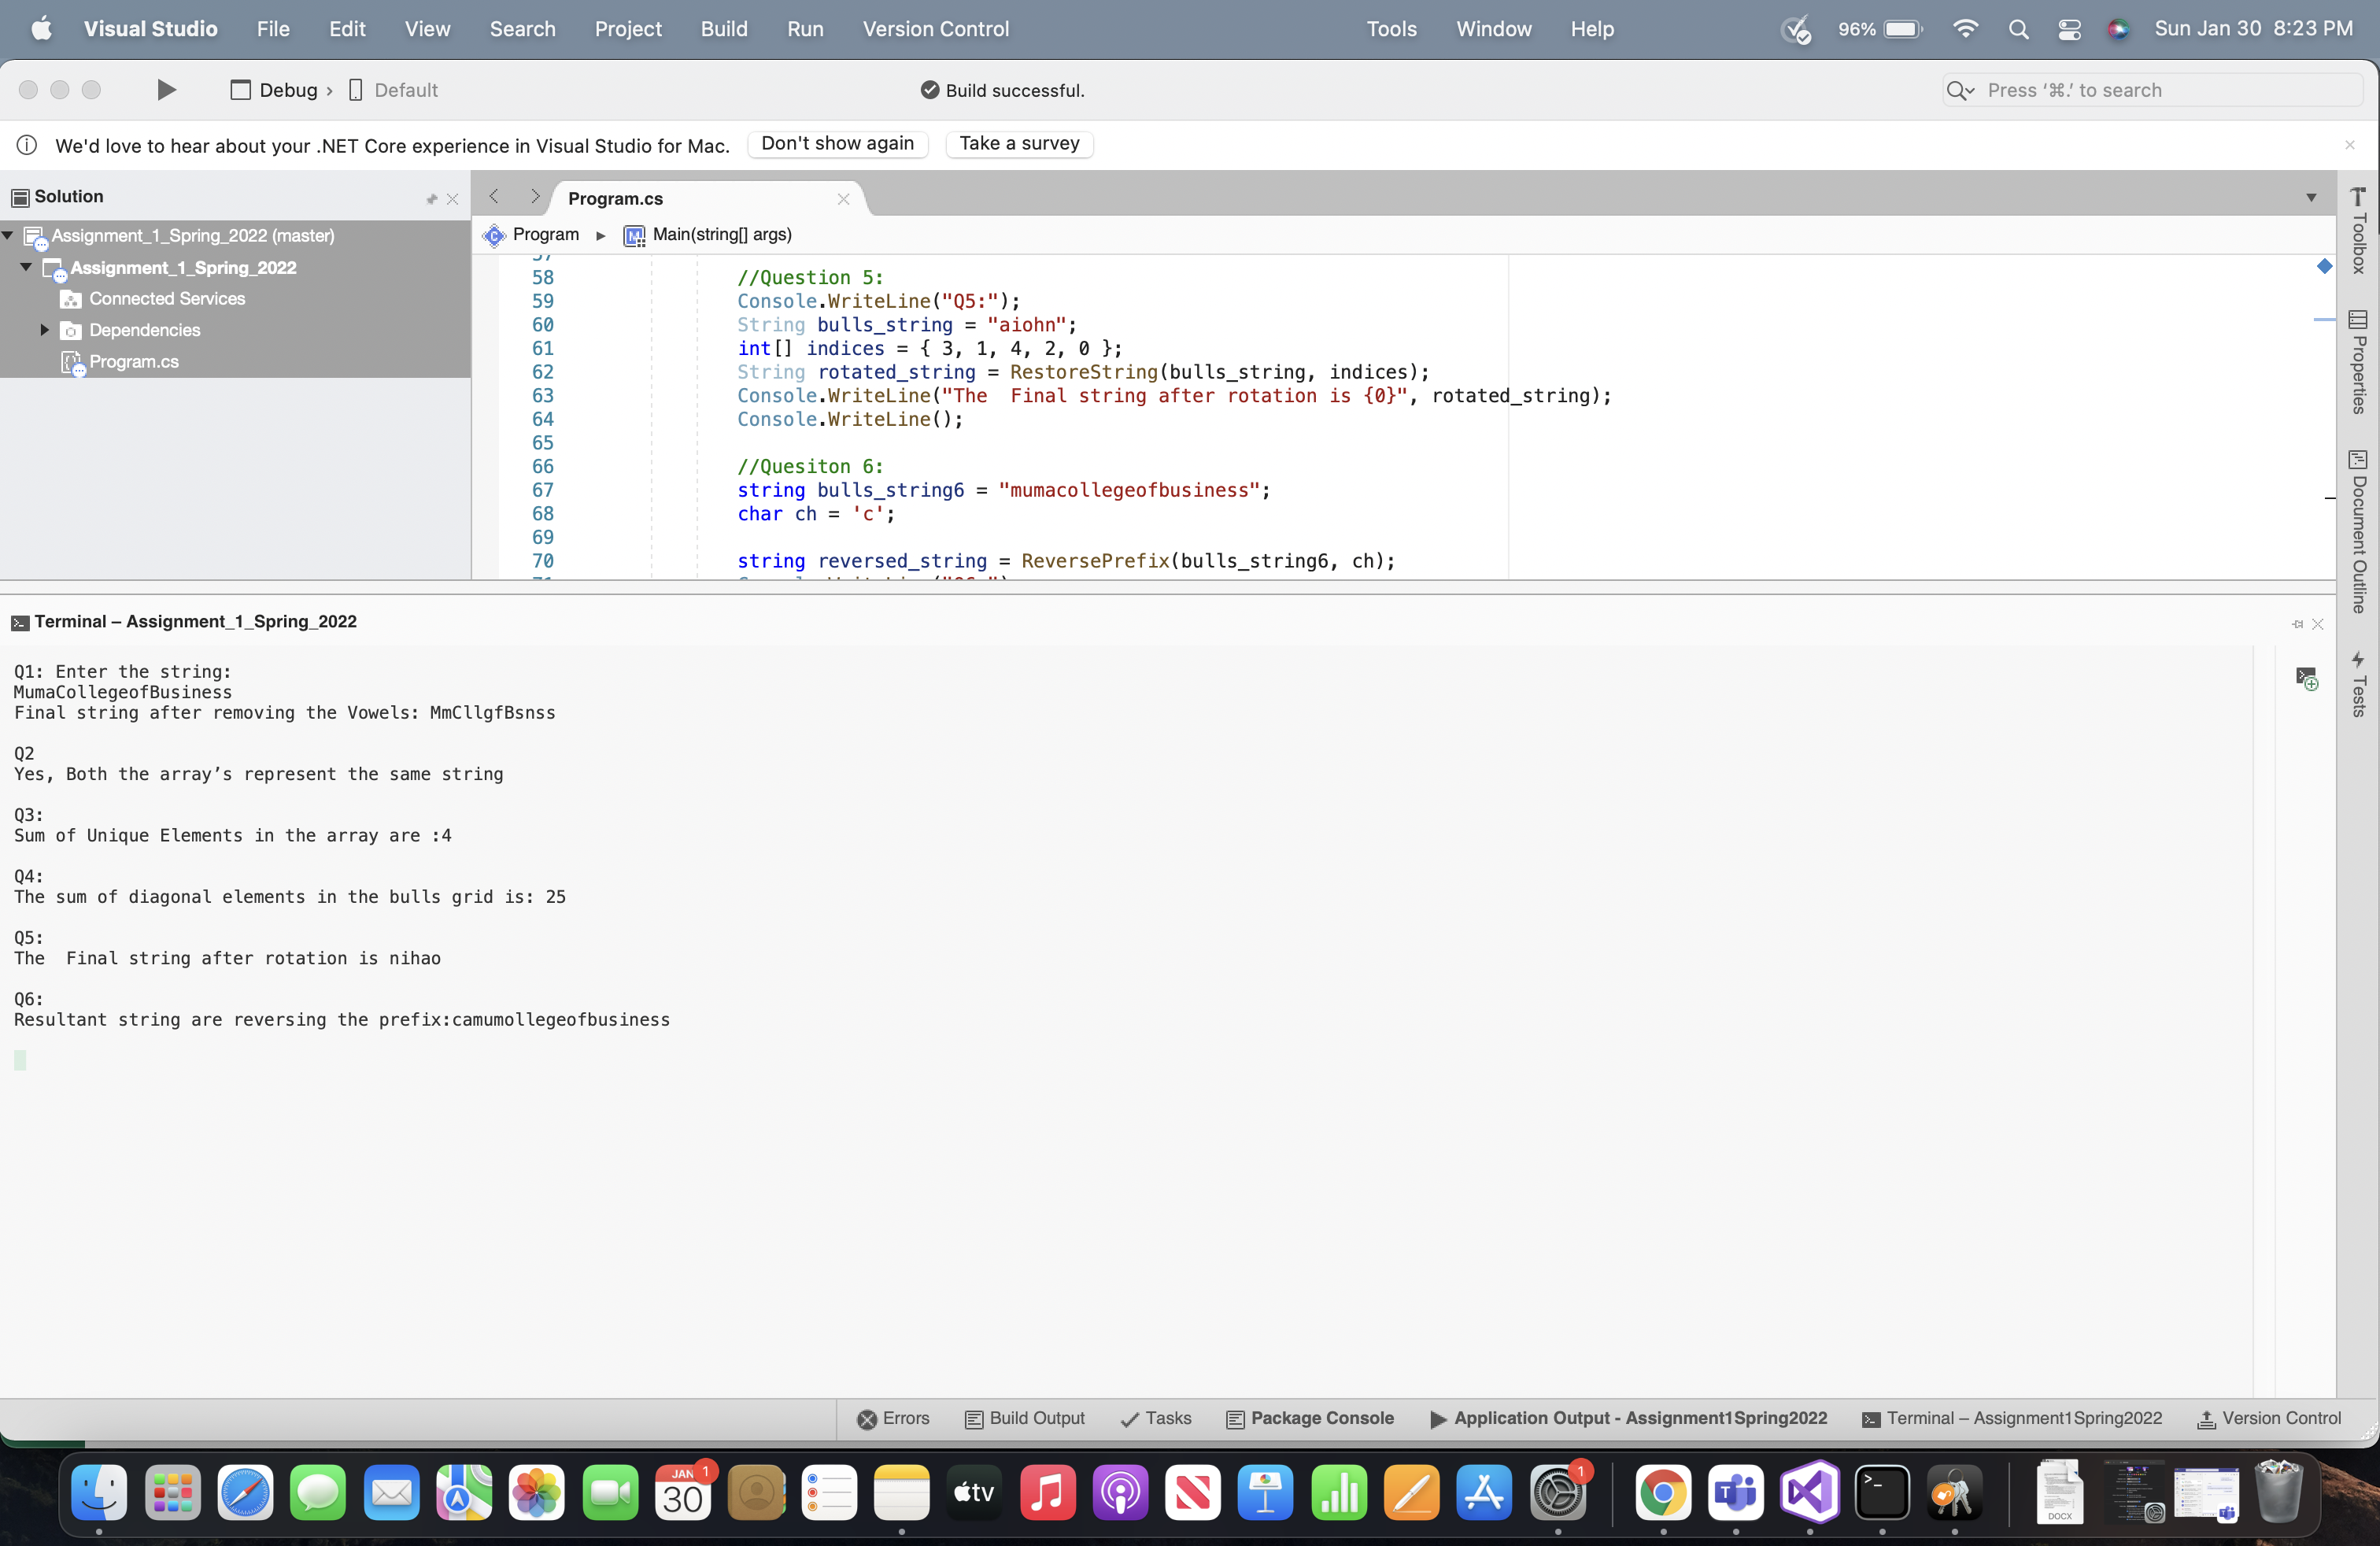 Visual Studio File Edit View Search Project Build Run Version Control Tools Window Help 96% Sun Jan 30 8:23 PM
Debug › Default Build successful. Press ‘⌘.’ to search
We'd love to hear about your .NET Core experience in Visual Studio for Mac. Don't show again Take a survey
Solution
Assignment_1_Spring_2022 (master)
Assignment_1_Spring_2022
Connected Services
Dependencies
Program.cs
Program.cs
Program ▸ Main(string[] args)
57
58 //Question 5:
59 Console.WriteLine("Q5:");
60 String bulls_string = "aiohn";
61 int[] indices = { 3, 1, 4, 2, 0 };
62 String rotated_string = RestoreString(bulls_string, indices);
63 Console.WriteLine("The  Final string after rotation is {0}", rotated_string);
64 Console.WriteLine();
65
66 //Quesiton 6:
67 string bulls_string6 = "mumacollegeofbusiness";
68 char ch = 'c';
69
70 string reversed_string = ReversePrefix(bulls_string6, ch);
71 Console.WriteLine("Q6:")
Toolbox
Properties
Document Outline
Tests
Terminal – Assignment_1_Spring_2022
Q1: Enter the string:
MumaCollegeofBusiness
Final string after removing the Vowels: MmCllgfBsnss
Q2
Yes, Both the array’s represent the same string
Q3:
Sum of Unique Elements in the array are :4
Q4:
The sum of diagonal elements in the bulls grid is: 25
Q5:
The  Final string after rotation is nihao
Q6:
Resultant string are reversing the prefix:camumollegeofbusiness
Errors Build Output Tasks Package Console Application Output - Assignment1Spring2022 Terminal – Assignment1Spring2022 Version Control
JAN 1
30
tv
1
T
DOCX